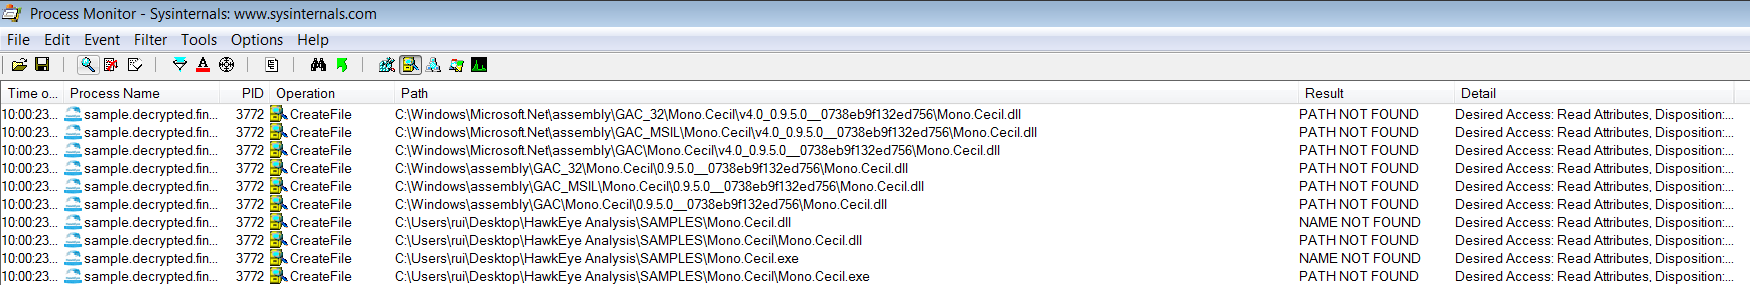 Process Monitor - Sysinternals: www.sysinternals.com
File Edit Event Filter Tools Options Help
Time o... Process Name PID Operation Path Result Detail
10:00:23... sample.decrypted.fin... 3772 CreateFile C:\Windows\Microsoft.Net\assembly\GAC_32\Mono.Cecil\v4.0_0.9.5.0__0738eb9f132ed756\Mono.Cecil.dll PATH NOT FOUND Desired Access: Read Attributes, Disposition:...
10:00:23... sample.decrypted.fin... 3772 CreateFile C:\Windows\Microsoft.Net\assembly\GAC_MSIL\Mono.Cecil\v4.0_0.9.5.0__0738eb9f132ed756\Mono.Cecil.dll PATH NOT FOUND Desired Access: Read Attributes, Disposition:...
10:00:23... sample.decrypted.fin... 3772 CreateFile C:\Windows\Microsoft.Net\assembly\GAC\Mono.Cecil\v4.0_0.9.5.0__0738eb9f132ed756\Mono.Cecil.dll PATH NOT FOUND Desired Access: Read Attributes, Disposition:...
10:00:23... sample.decrypted.fin... 3772 CreateFile C:\Windows\assembly\GAC_32\Mono.Cecil\0.9.5.0__0738eb9f132ed756\Mono.Cecil.dll PATH NOT FOUND Desired Access: Read Attributes, Disposition:...
10:00:23... sample.decrypted.fin... 3772 CreateFile C:\Windows\assembly\GAC_MSIL\Mono.Cecil\0.9.5.0__0738eb9f132ed756\Mono.Cecil.dll PATH NOT FOUND Desired Access: Read Attributes, Disposition:...
10:00:23... sample.decrypted.fin... 3772 CreateFile C:\Windows\assembly\GAC\Mono.Cecil\0.9.5.0__0738eb9f132ed756\Mono.Cecil.dll PATH NOT FOUND Desired Access: Read Attributes, Disposition:...
10:00:23... sample.decrypted.fin... 3772 CreateFile C:\Users\rui\Desktop\HawkEye Analysis\SAMPLES\Mono.Cecil.dll NAME NOT FOUND Desired Access: Read Attributes, Disposition:...
10:00:23... sample.decrypted.fin... 3772 CreateFile C:\Users\rui\Desktop\HawkEye Analysis\SAMPLES\Mono.Cecil\Mono.Cecil.dll PATH NOT FOUND Desired Access: Read Attributes, Disposition:...
10:00:23... sample.decrypted.fin... 3772 CreateFile C:\Users\rui\Desktop\HawkEye Analysis\SAMPLES\Mono.Cecil.exe NAME NOT FOUND Desired Access: Read Attributes, Disposition:...
10:00:23... sample.decrypted.fin... 3772 CreateFile C:\Users\rui\Desktop\HawkEye Analysis\SAMPLES\Mono.Cecil\Mono.Cecil.exe PATH NOT FOUND Desired Access: Read Attributes, Disposition:...